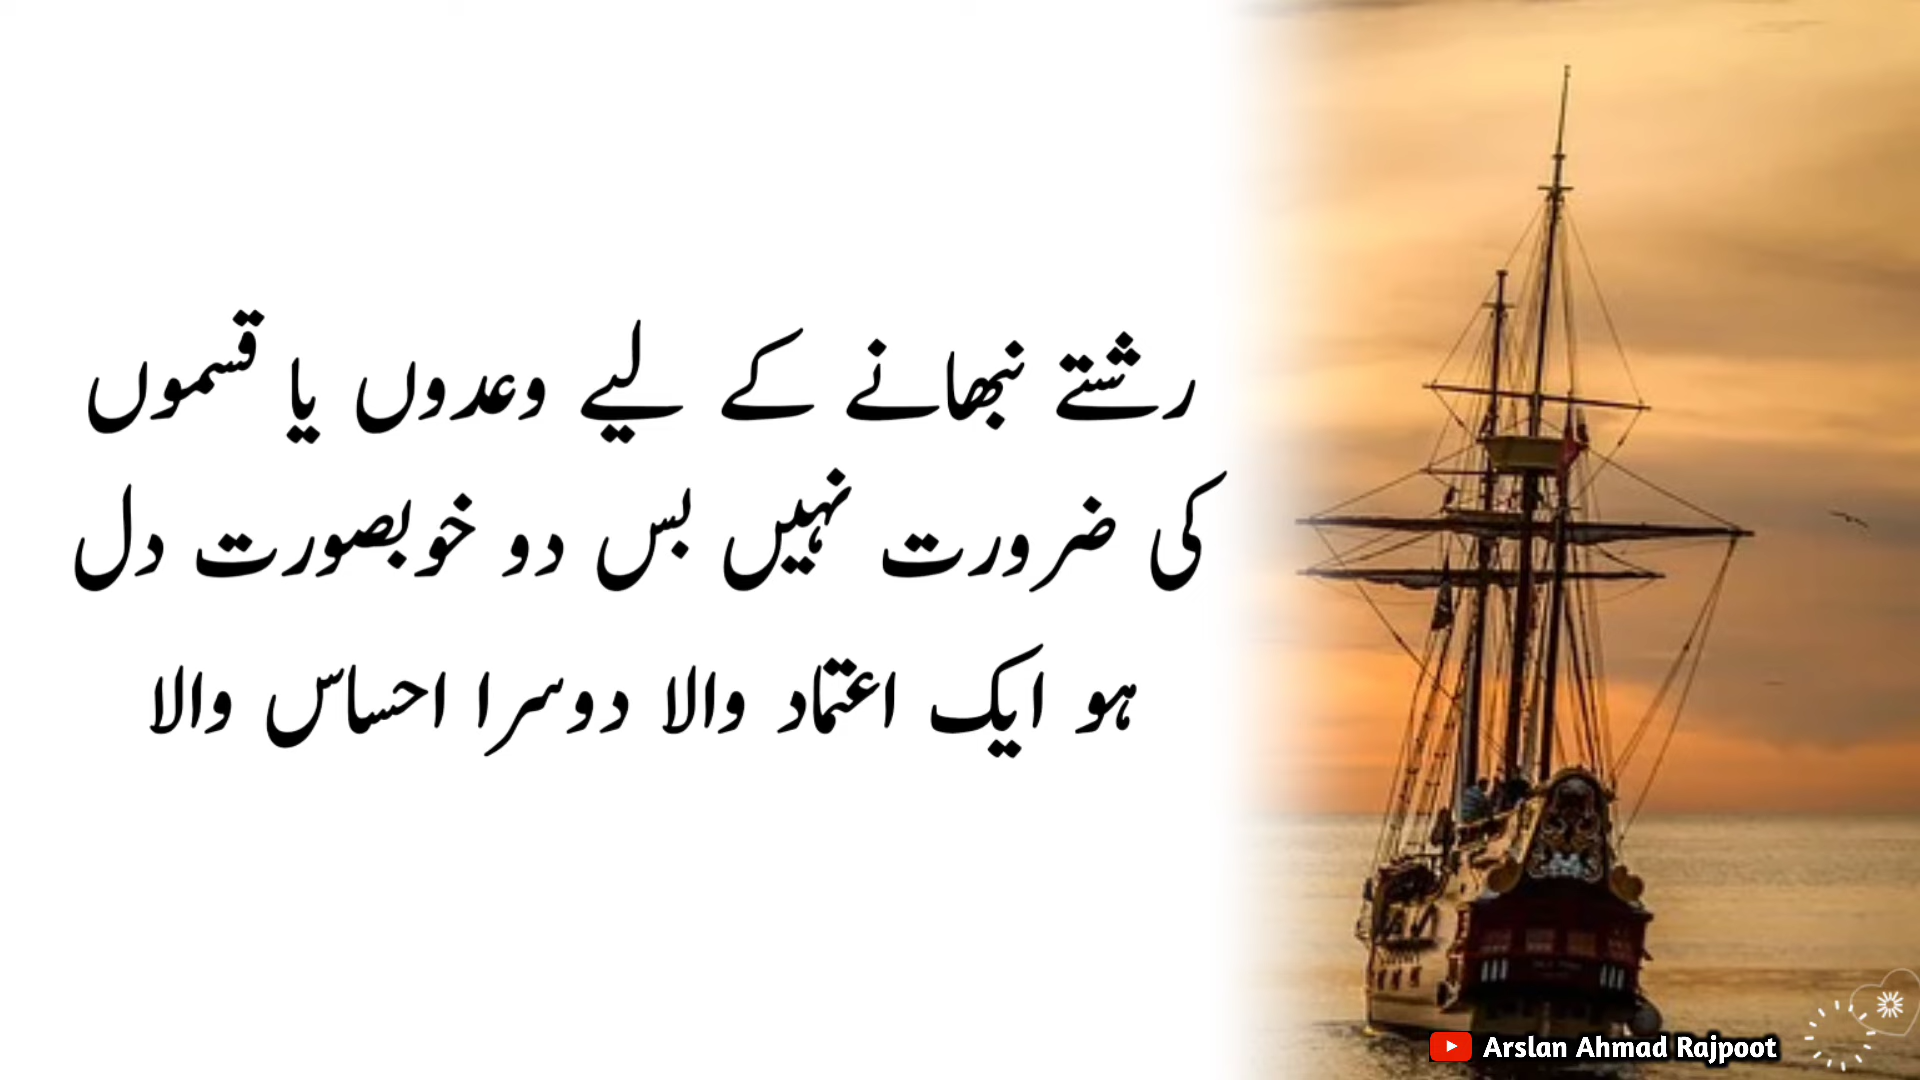 رشتے نبھانے کے لیے وعدوں یا قسموں
کی ضرورت نہیں بس دو خوبصورت دل
ہو ایک اعتماد والا دوسرا احساس والا
Arslan Ahmad Rajpoot